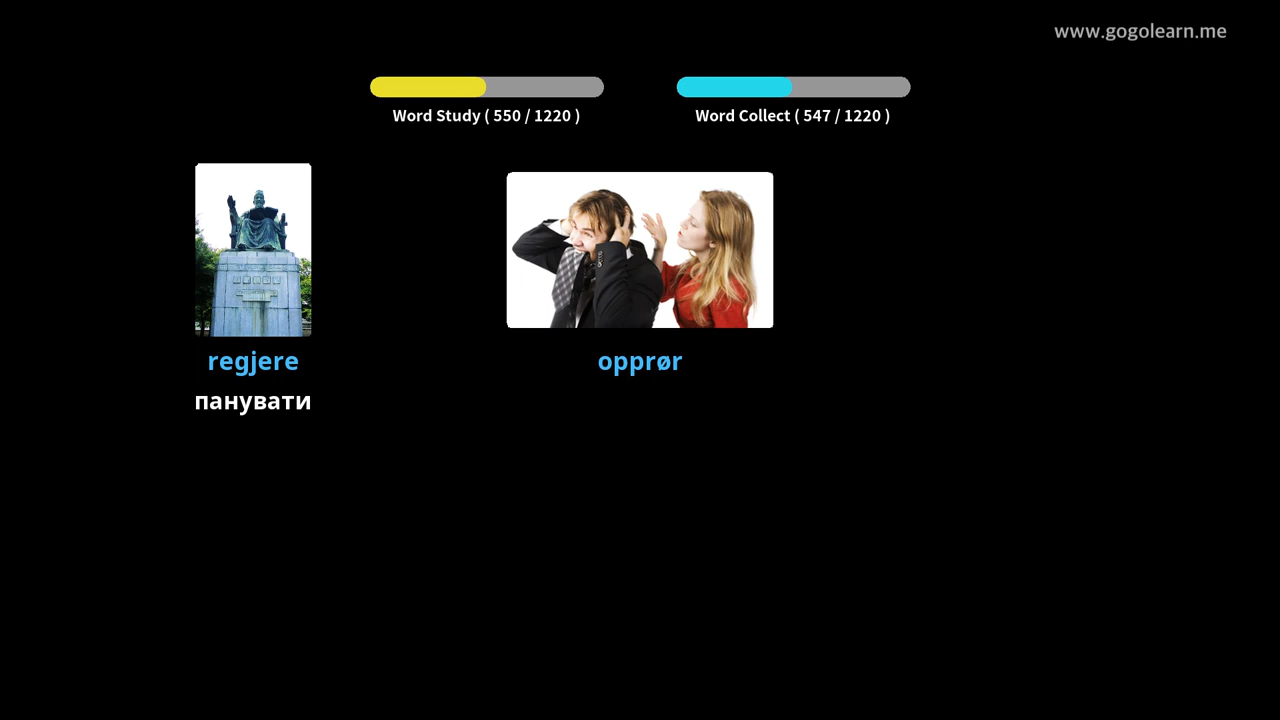 www.gogolearn.me
Word Study ( 550 / 1220 )
Word Collect ( 547 / 1220 )
regjere
панувати
opprør